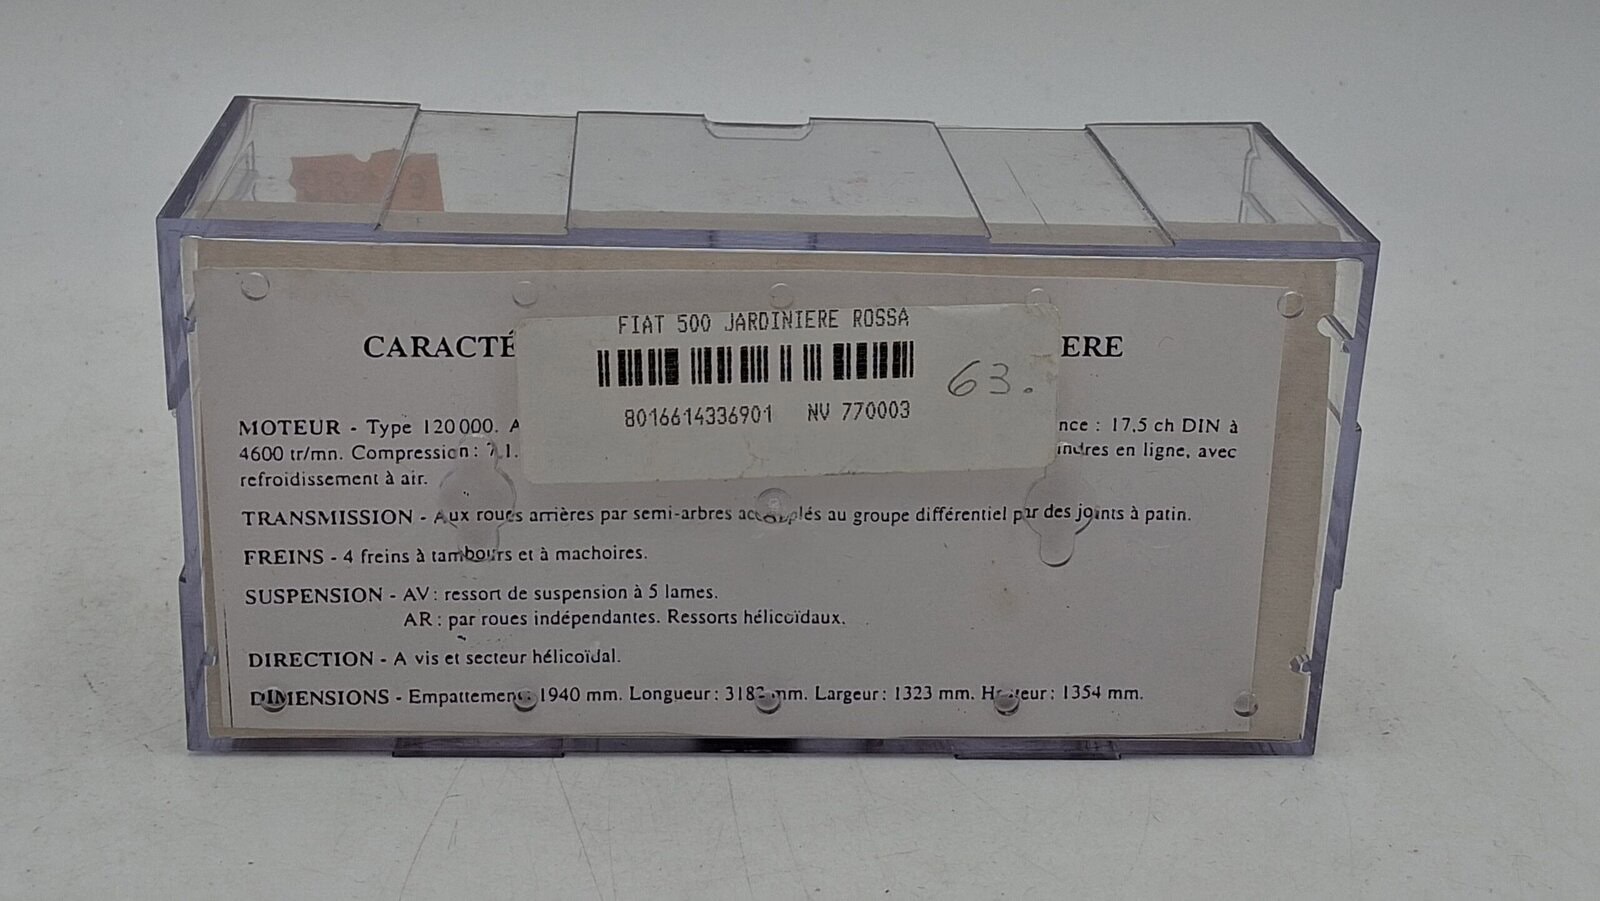 FIAT 500 JARDINIERE ROSSA
8016614336901 NV 770003
63.
CARACTÉ ERE
MOTEUR - Type 120 000. A nce : 17,5 ch DIN à
4600 tr/mn. Compression : 7,1. indres en ligne, avec
refroidissement à air.
TRANSMISSION - Aux roues arrières par semi-arbres accouplés au groupe différentiel par des joints à patin.
FREINS - 4 freins à tambours et à machoires.
SUSPENSION - AV : ressort de suspension à 5 lames.
AR : par roues indépendantes. Ressorts hélicoïdaux.
DIRECTION - A vis et secteur hélicoïdal.
DIMENSIONS - Empattement : 1940 mm. Longueur : 3182 mm. Largeur : 1323 mm. Hauteur : 1354 mm.